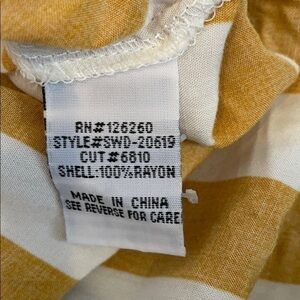 RN#126260
STYLE#SWD-20619
CUT#6810
SHELL:100%RAYON
MADE IN CHINA
SEE REVERSE FOR CARE